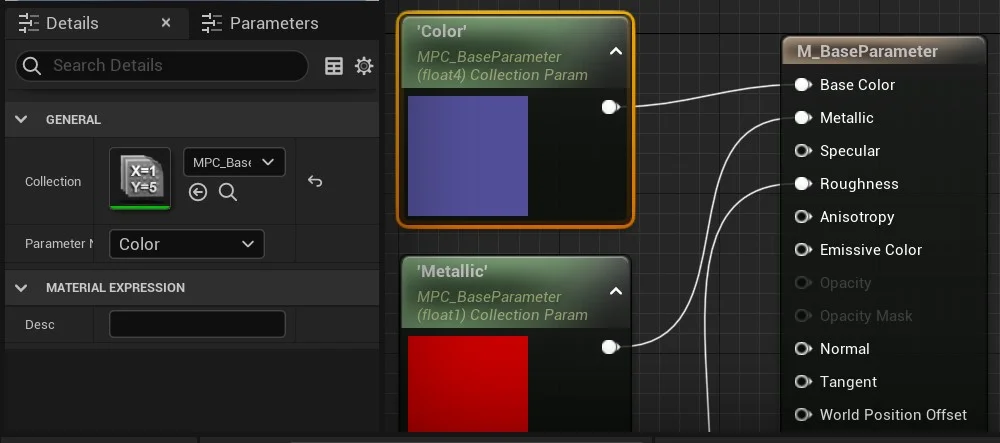 Details
Parameters
Search Details
GENERAL
Collection
X=1
Y=5
MPC_Base
Parameter N
Color
MATERIAL EXPRESSION
Desc
'Color'
MPC_BaseParameter
(float4) Collection Param
'Metallic'
MPC_BaseParameter
(float1) Collection Param
M_BaseParameter
Base Color
Metallic
Specular
Roughness
Anisotropy
Emissive Color
Opacity
Opacity Mask
Normal
Tangent
World Position Offset